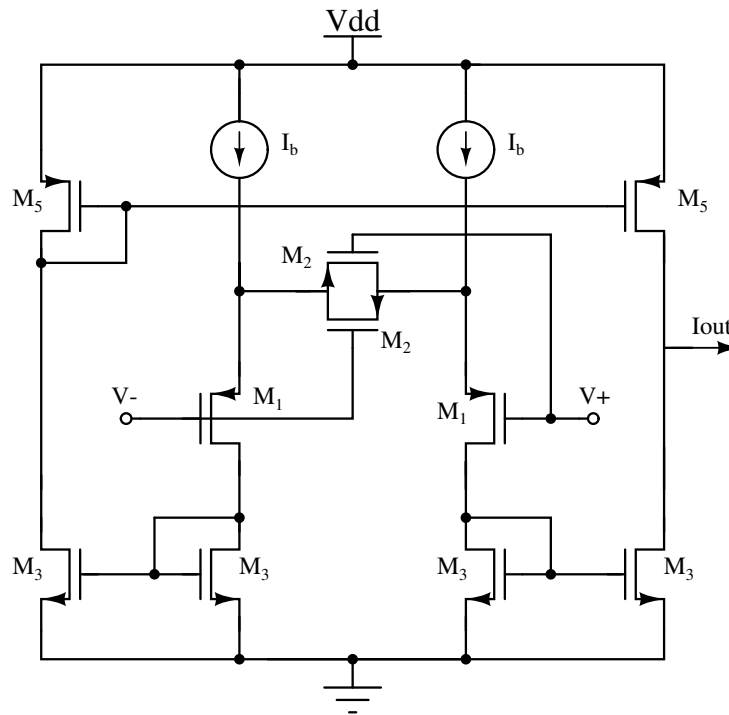 Vdd
I_b I_b
M_5 M_5
M_2
Iout
M_2
V- M_1 M_1 V+
M_3 M_3 M_3 M_3